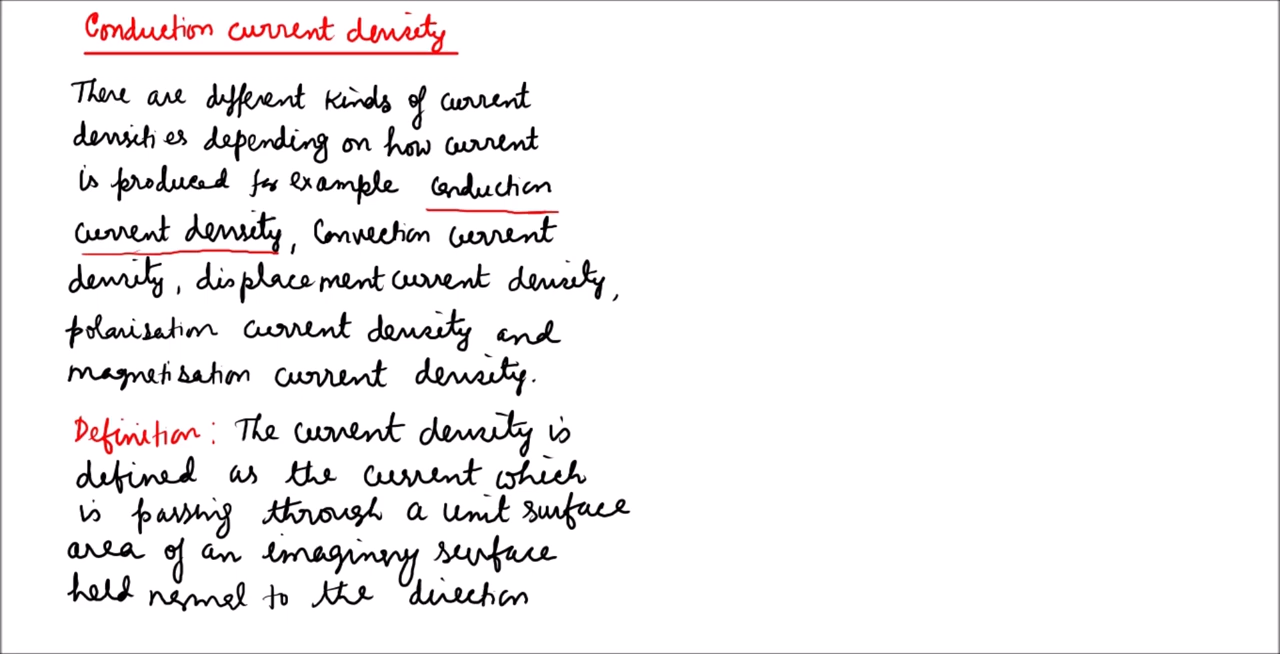 Conduction current density
There are different kinds of current
densities depending on how current
is produced for example conduction
current density, Convection current
density, displacement current density,
polarisation current density and
magnetisation current density.
Definition: The current density is
defined as the current which
is passing through a unit surface
area of an imaginery surface
held normal to the direction